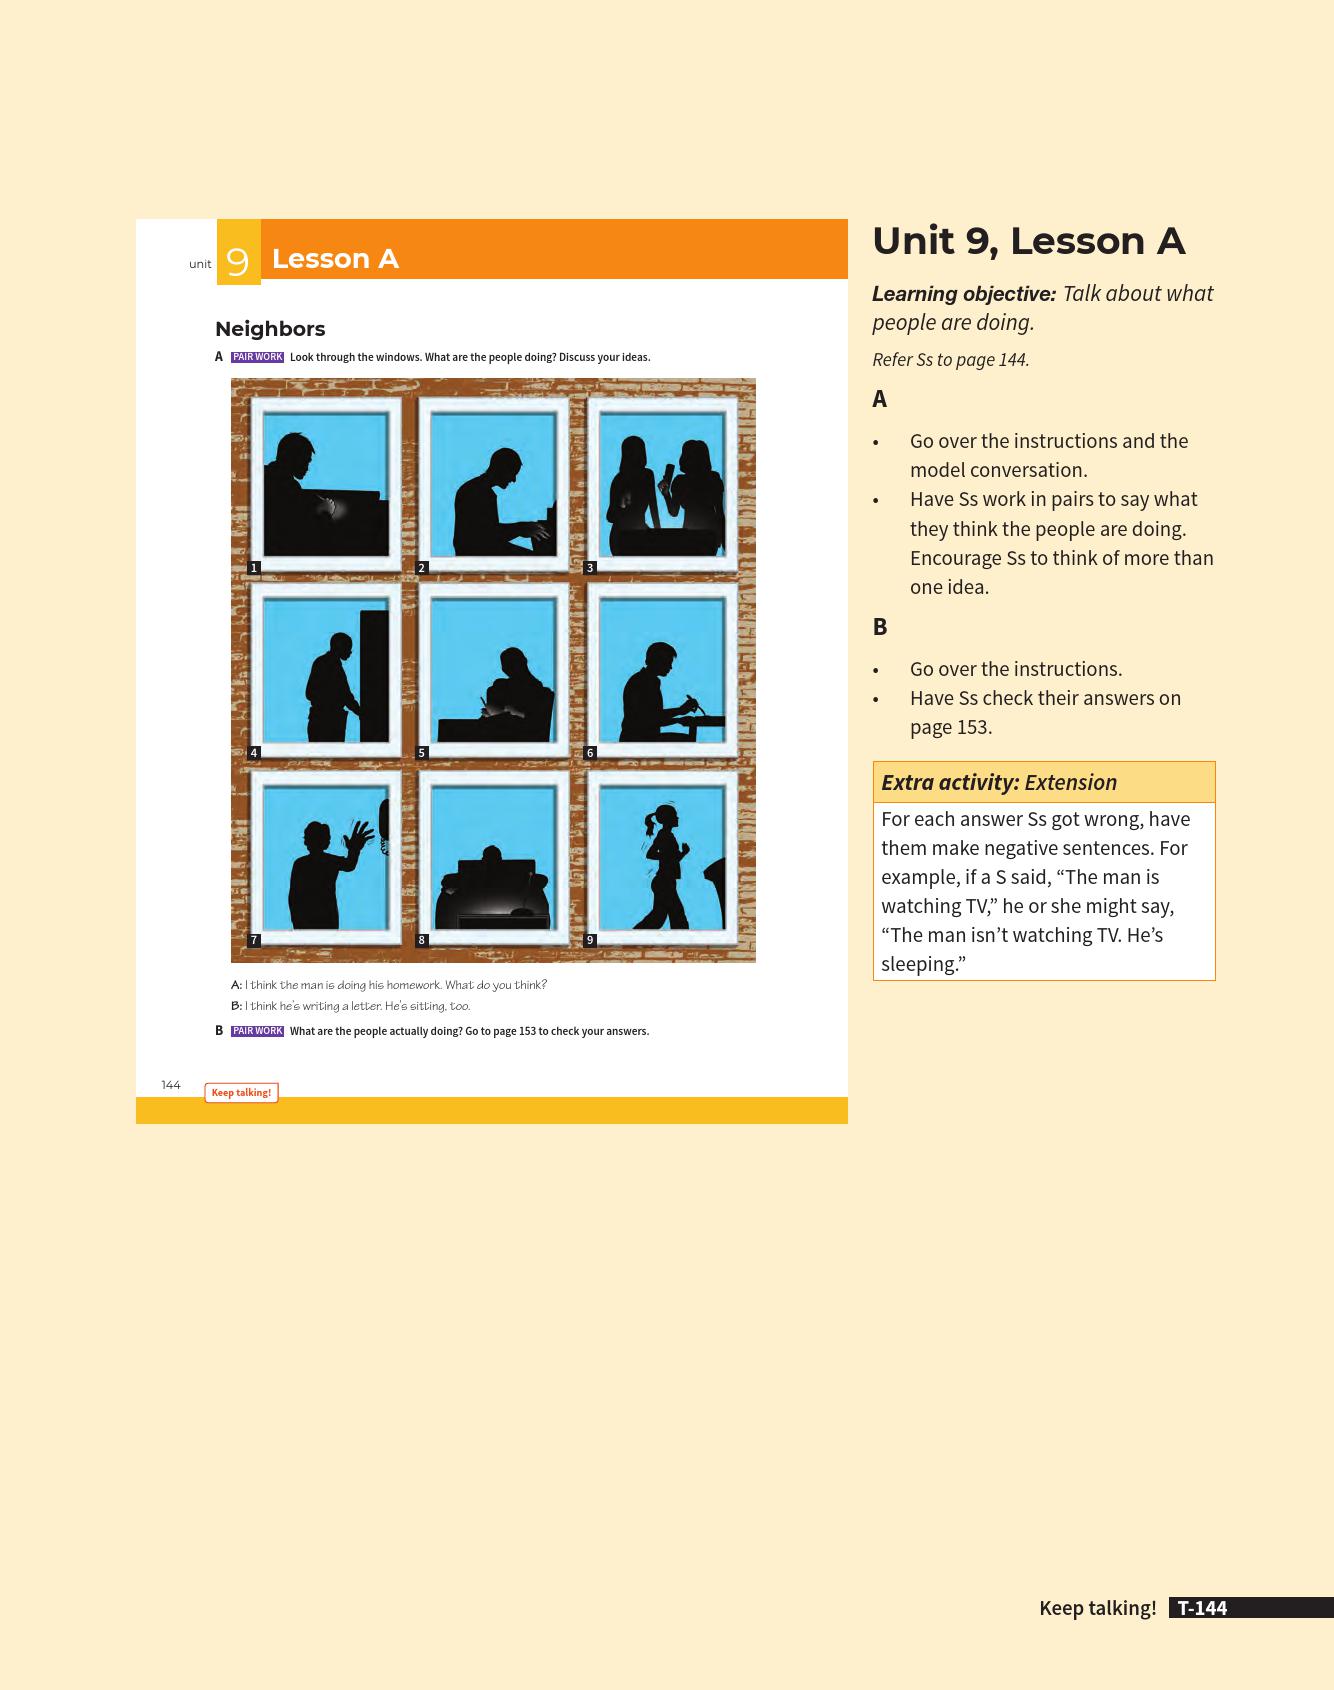 unit 9 Lesson A
Neighbors
A PAIR WORK Look through the windows. What are the people doing? Discuss your ideas.
1
2
3
4
5
6
7
8
9
A: I think the man is doing his homework. What do you think?
B: I think he's writing a letter. He's sitting, too.
B PAIR WORK What are the people actually doing? Go to page 153 to check your answers.
144
Keep talking!
Unit 9, Lesson A
Learning objective: Talk about what
people are doing.
Refer Ss to page 144.
A
• Go over the instructions and the
model conversation.
• Have Ss work in pairs to say what
they think the people are doing.
Encourage Ss to think of more than
one idea.
B
• Go over the instructions.
• Have Ss check their answers on
page 153.
Extra activity: Extension
For each answer Ss got wrong, have
them make negative sentences. For
example, if a S said, “The man is
watching TV,” he or she might say,
“The man isn’t watching TV. He’s
sleeping.”
Keep talking! T-144